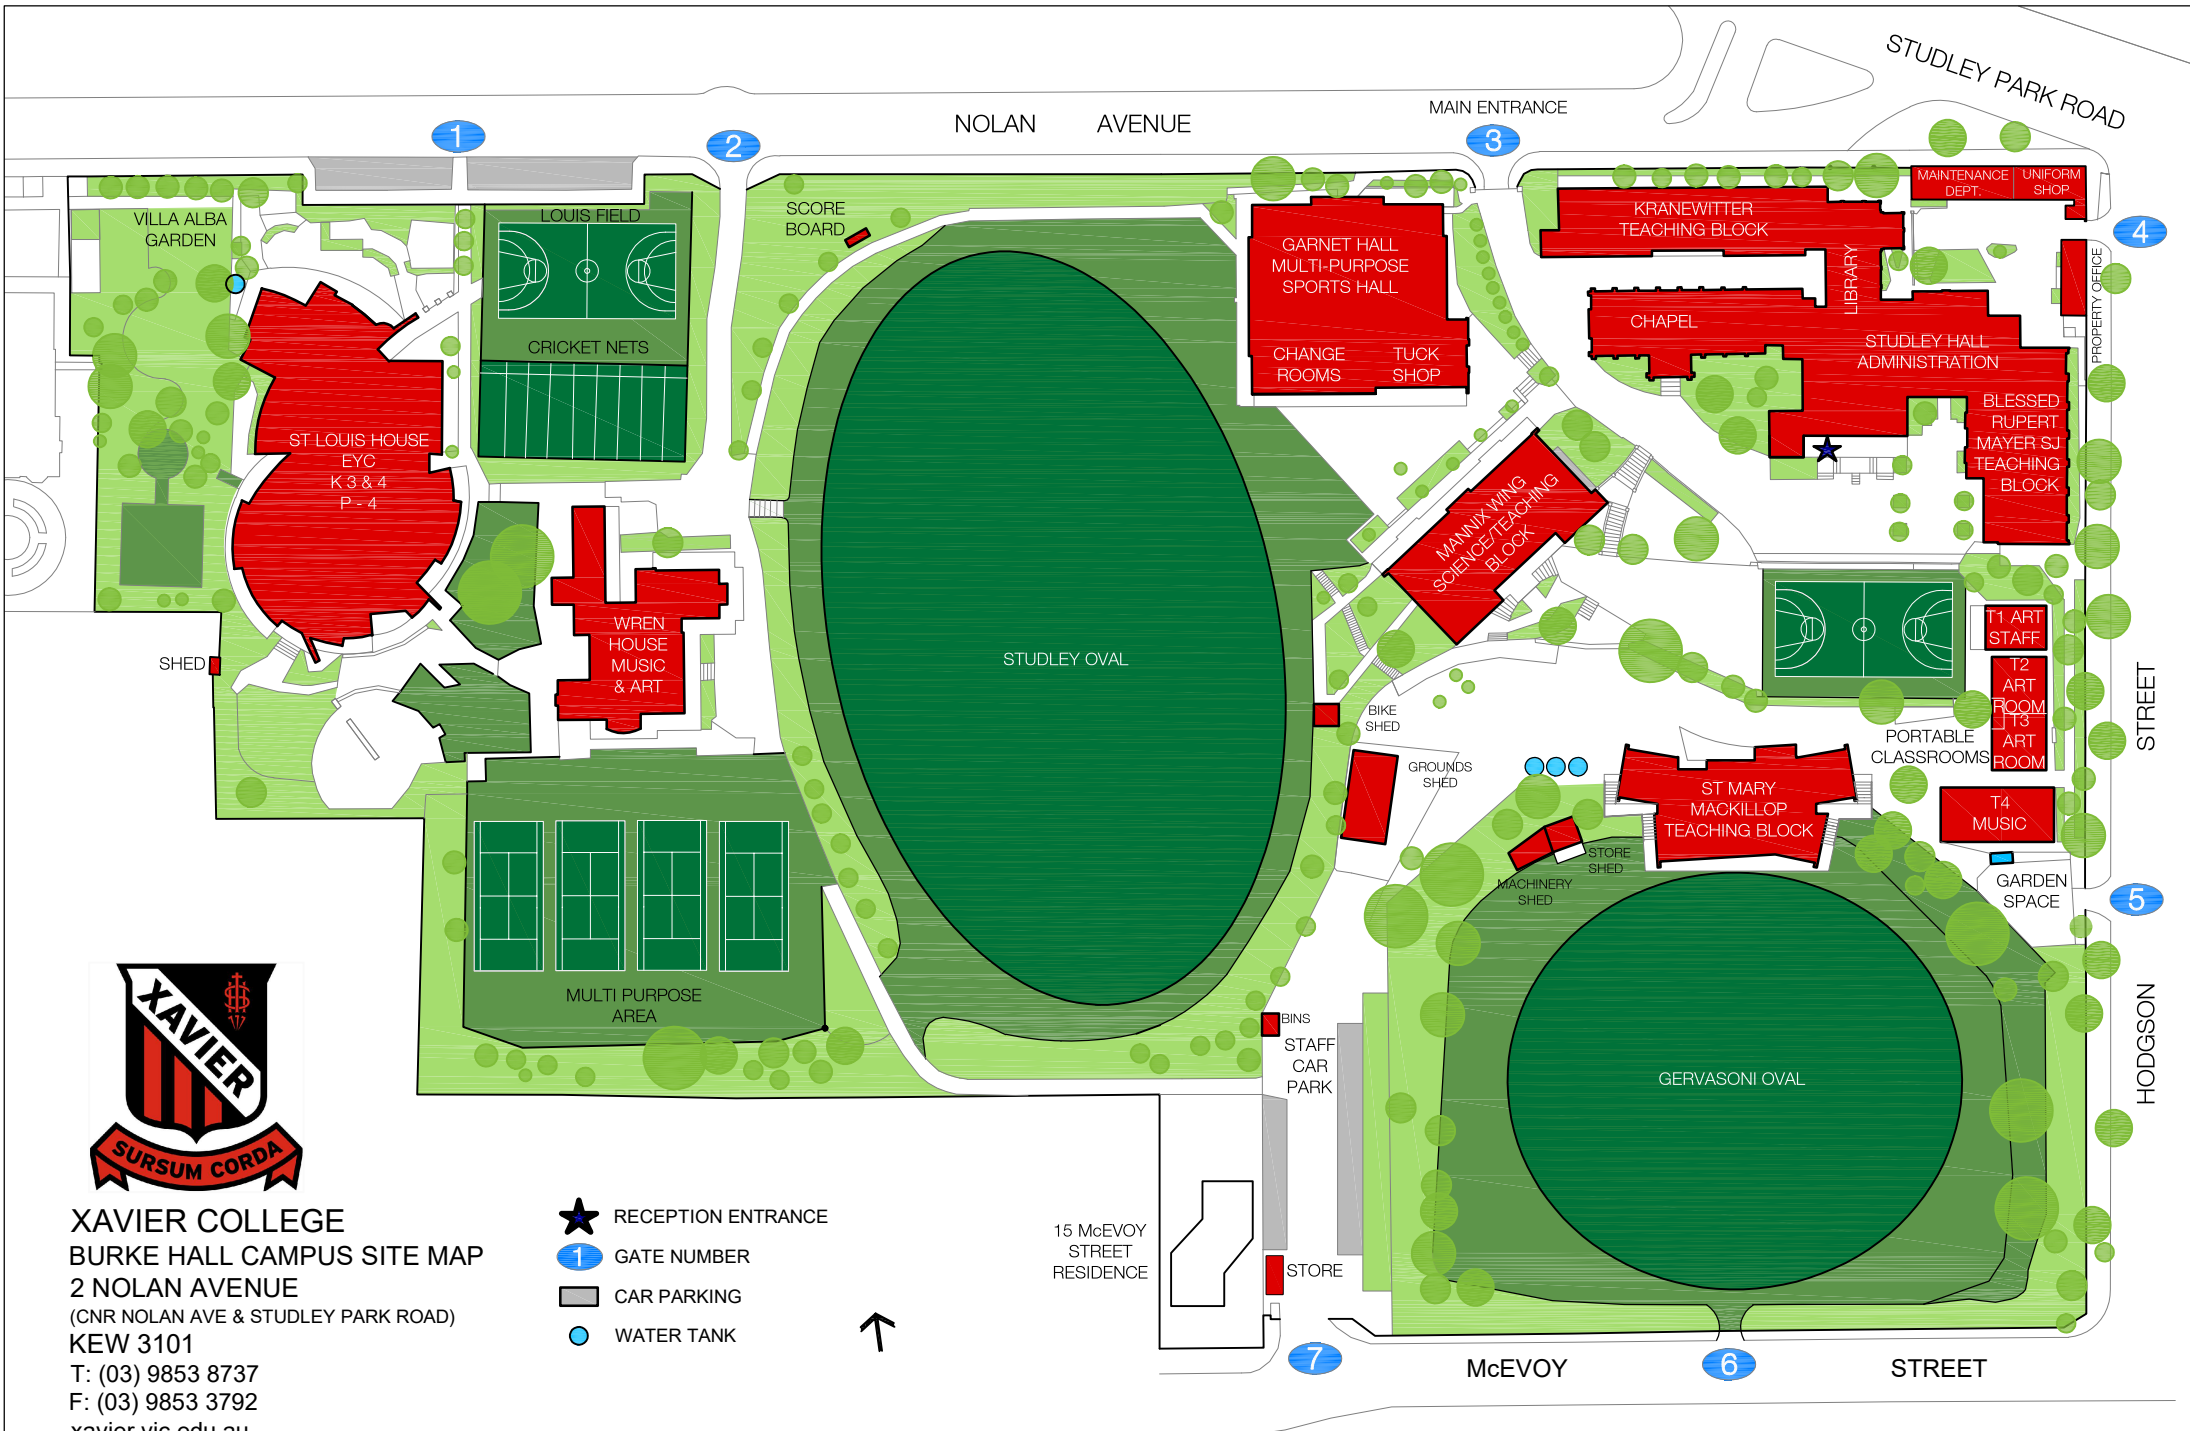 STUDLEY PARK ROAD
MAIN ENTRANCE
NOLAN AVENUE
1
2
3
4
5
6
7
VILLA ALBA
GARDEN
LOUIS FIELD
CRICKET NETS
SCORE
BOARD
GARNET HALL
MULTI-PURPOSE
SPORTS HALL
CHANGE
ROOMS
TUCK
SHOP
KRANEWITTER
TEACHING BLOCK
MAINTENANCE
DEPT.
UNIFORM
SHOP
LIBRARY
PROPERTY OFFICE
CHAPEL
STUDLEY HALL
ADMINISTRATION
BLESSED
RUPERT
MAYER SJ
TEACHING
BLOCK
ST LOUIS HOUSE
EYC
K 3 & 4
P - 4
MANNIX WING
SCIENCE/TEACHING
BLOCK
WREN
HOUSE
MUSIC
& ART
SHED
STUDLEY OVAL
T1 ART
STAFF
T2
ART
ROOM
T3
ART
ROOM
BIKE
SHED
GROUNDS
SHED
PORTABLE
CLASSROOMS
ST MARY
MACKILLOP
TEACHING BLOCK
T4
MUSIC
STORE
SHED
MACHINERY
SHED
GARDEN
SPACE
STREET
HODGSON
MULTI PURPOSE
AREA
BINS
STAFF
CAR
PARK
GERVASONI OVAL
15 McEVOY
STREET
RESIDENCE
STORE
McEVOY STREET
XAVIER
IHS
SURSUM CORDA
XAVIER COLLEGE
BURKE HALL CAMPUS SITE MAP
2 NOLAN AVENUE
(CNR NOLAN AVE & STUDLEY PARK ROAD)
KEW 3101
T: (03) 9853 8737
F: (03) 9853 3792
xavier.vic.edu.au
RECEPTION ENTRANCE
1 GATE NUMBER
CAR PARKING
WATER TANK